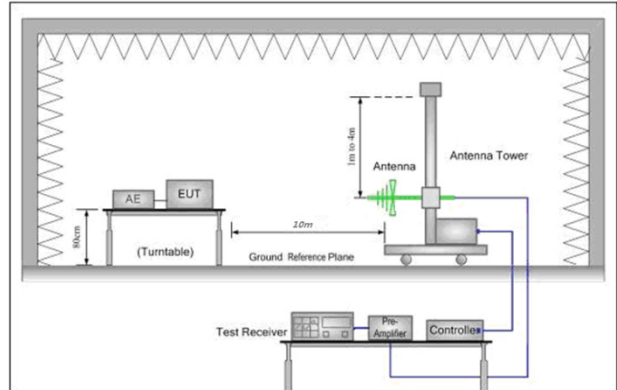 1m to 4m
Antenna
Antenna Tower
AE
EUT
80cm
(Turntable)
10m
Ground Reference Plane
Test Receiver
Pre-
Amplifier
Controller